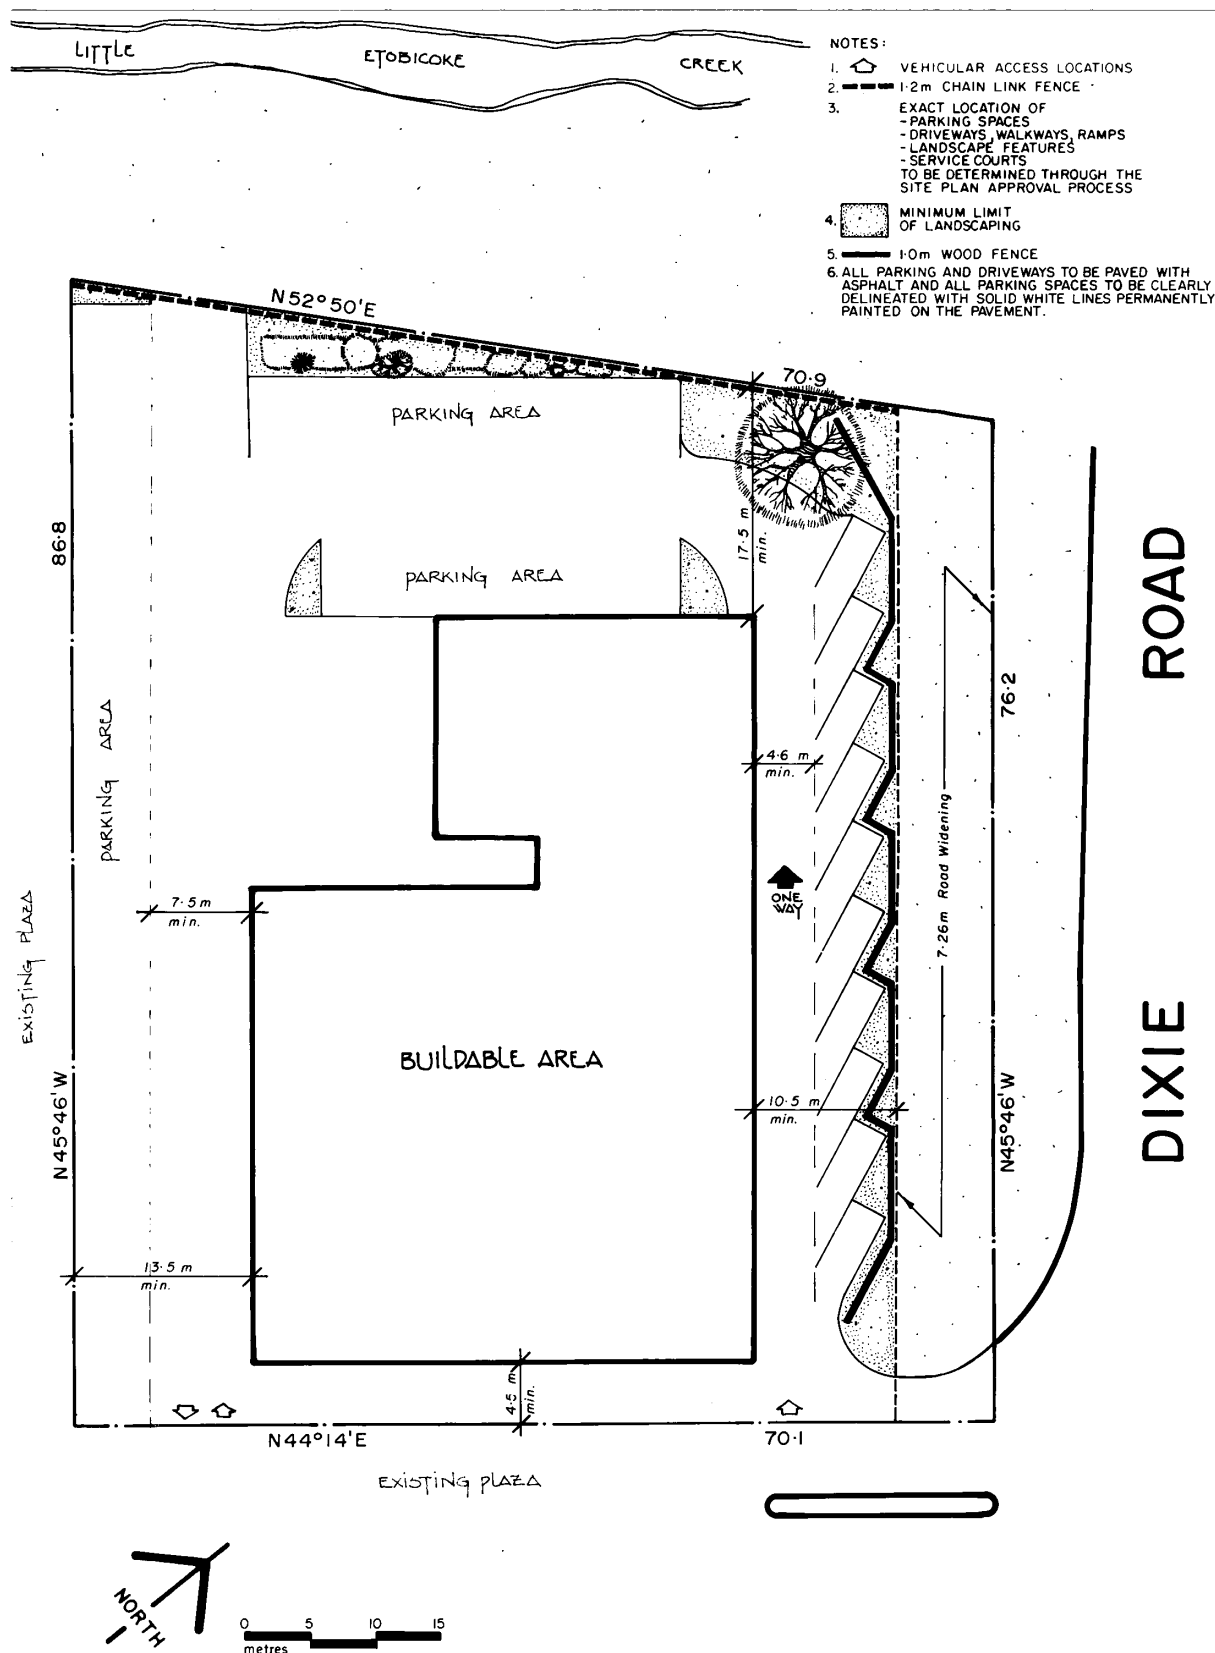 LITTLE ETOBICOKE CREEK
NOTES:
1. VEHICULAR ACCESS LOCATIONS
2. 1·2m CHAIN LINK FENCE
3. EXACT LOCATION OF
- PARKING SPACES
- DRIVEWAYS, WALKWAYS, RAMPS
- LANDSCAPE FEATURES
- SERVICE COURTS
TO BE DETERMINED THROUGH THE
SITE PLAN APPROVAL PROCESS
4. MINIMUM LIMIT
OF LANDSCAPING
5. 1·0m WOOD FENCE
6. ALL PARKING AND DRIVEWAYS TO BE PAVED WITH
ASPHALT AND ALL PARKING SPACES TO BE CLEARLY
DELINEATED WITH SOLID WHITE LINES PERMANENTLY
PAINTED ON THE PAVEMENT.
N52°50'E
70·9
PARKING AREA
86·8
17·5 m
min.
PARKING AREA
ROAD
76·2
PARKING AREA
4·6 m
min.
7·26m Road Widening
ONE
WAY
7·5m
min.
EXISTING PLAZA
BUILDABLE AREA
DIXIE
N45°46'W
10·5 m
min.
N45°46'W
13·5 m
min.
4·5 m
min.
N44°14'E
70·1
EXISTING PLAZA
NORTH
0 5 10 15
metres